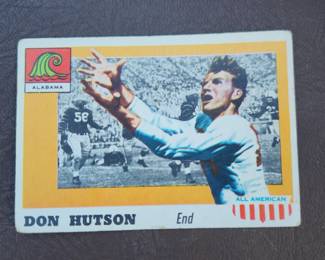 ALABAMA
58
DON HUTSON End
ALL AMERICAN